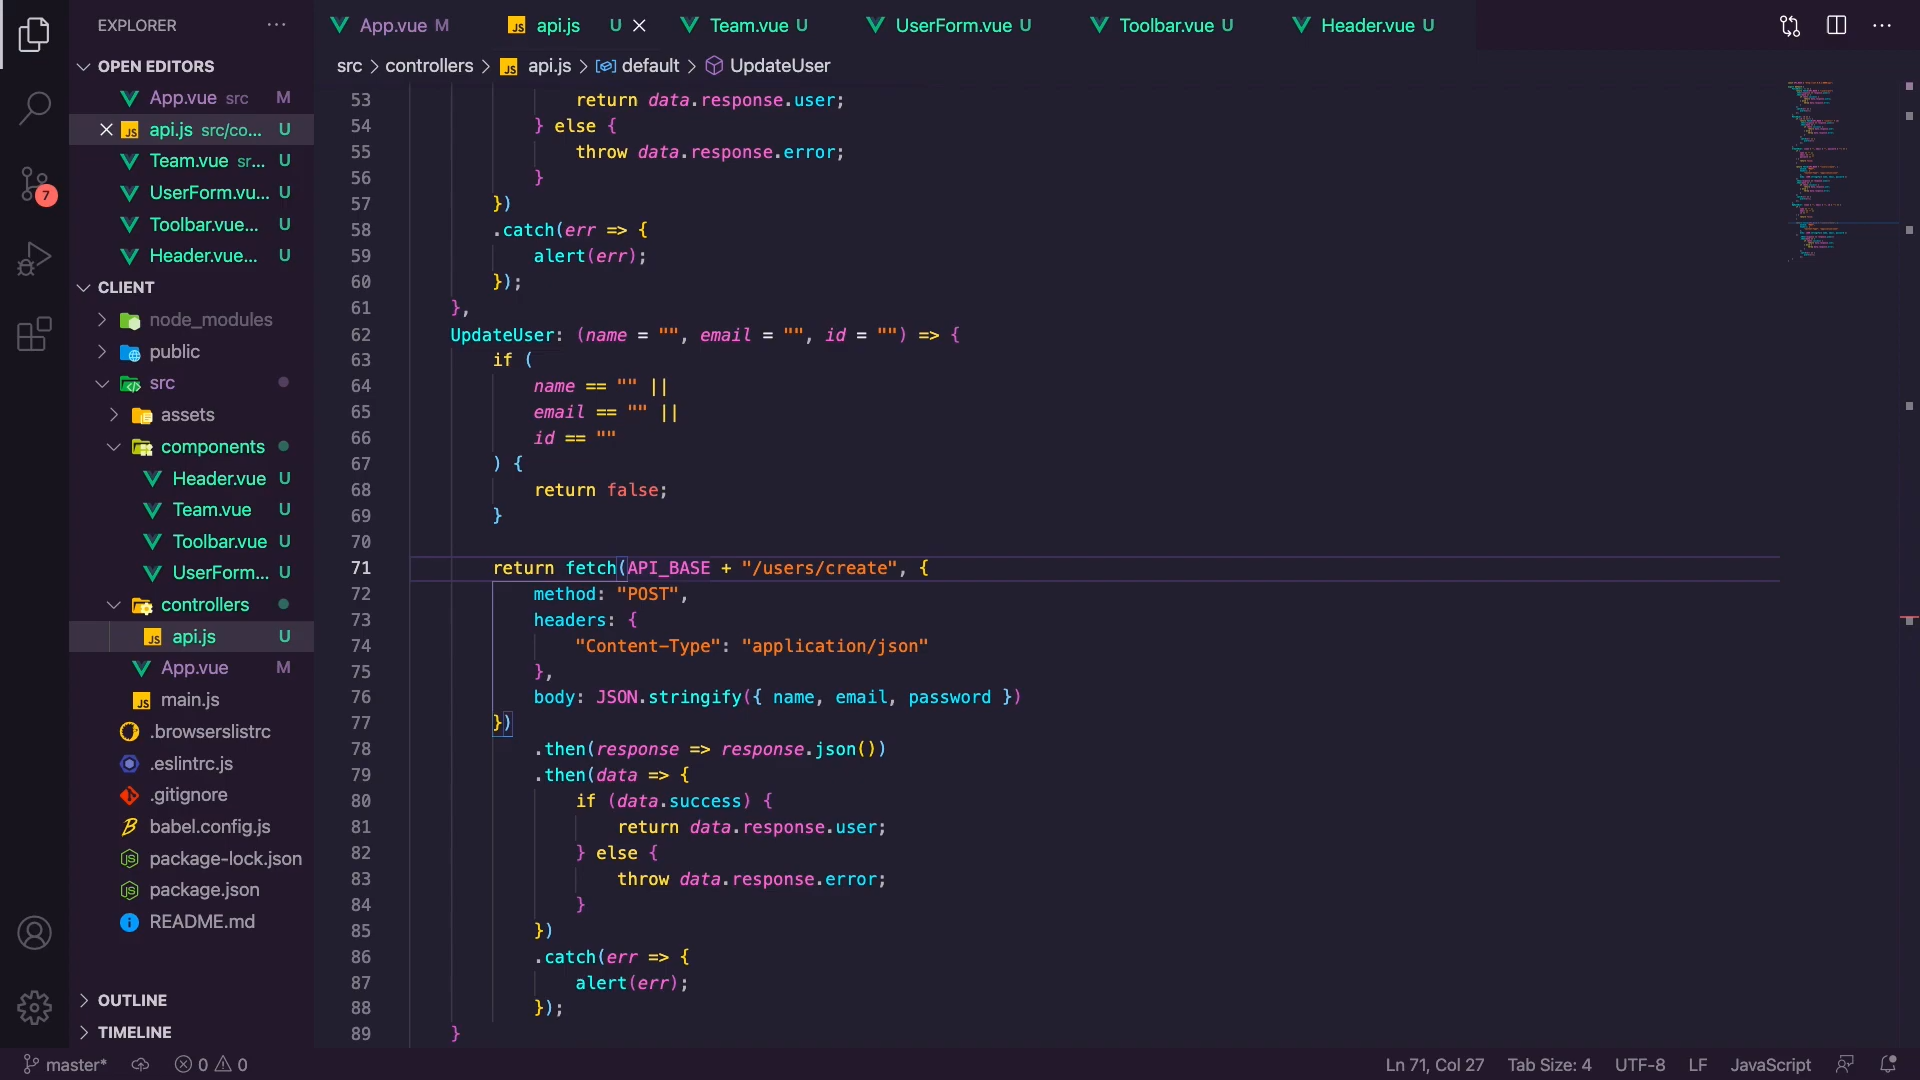 EXPLORER
OPEN EDITORS
App.vue src M
api.js src/co... U
Team.vue sr... U
UserForm.vu... U
Toolbar.vue... U
Header.vue... U
CLIENT
node_modules
public
src
assets
components
Header.vue U
Team.vue U
Toolbar.vue U
UserForm... U
controllers
api.js U
App.vue M
main.js
.browserslistrc
.eslintrc.js
.gitignore
babel.config.js
package-lock.json
package.json
README.md
OUTLINE
TIMELINE
7
App.vue M api.js U Team.vue U UserForm.vue U Toolbar.vue U Header.vue U
src > controllers > JS api.js > default > UpdateUser
53 return data.response.user;
54 } else {
55 throw data.response.error;
56 }
57 })
58 .catch(err => {
59 alert(err);
60 });
61 },
62 UpdateUser: (name = "", email = "", id = "") => {
63 if (
64 name == "" ||
65 email == "" ||
66 id == ""
67 ) {
68 return false;
69 }
70
71 return fetch(API_BASE + "/users/create", {
72 method: "POST",
73 headers: {
74 "Content-Type": "application/json"
75 },
76 body: JSON.stringify({ name, email, password })
77 })
78 .then(response => response.json())
79 .then(data => {
80 if (data.success) {
81 return data.response.user;
82 } else {
83 throw data.response.error;
84 }
85 })
86 .catch(err => {
87 alert(err);
88 });
89 }
master* 0 0 Ln 71, Col 27 Tab Size: 4 UTF-8 LF JavaScript